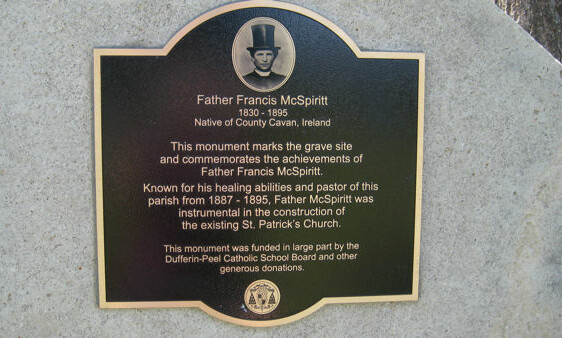 Father Francis McSpiritt
1830 - 1895
Native of County Cavan, Ireland
This monument marks the grave site
and commemorates the achievements of
Father Francis McSpiritt.
Known for his healing abilities and pastor of this
parish from 1887 - 1895, Father McSpiritt was
instrumental in the construction of
the existing St. Patrick's Church.
This monument was funded in large part by the
Dufferin-Peel Catholic School Board and other
generous donations.